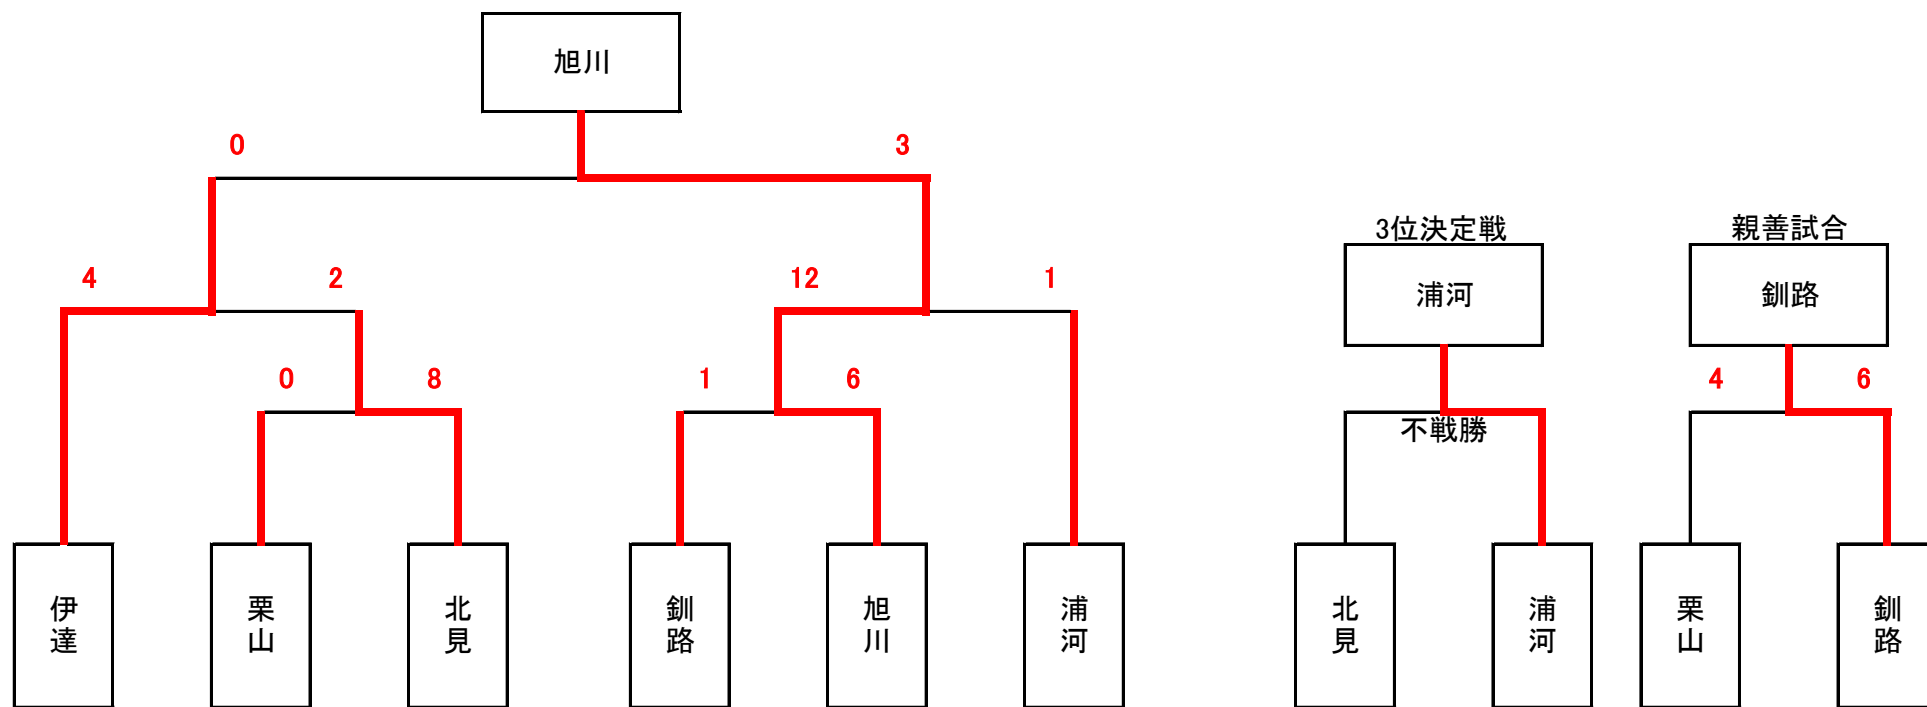 旭川
0 3
3位決定戦 親善試合
4 2 12 1
浦河 釧路
0 8 1 6 4 6
不戦勝
伊達 栗山 北見 釧路 旭川 浦河 北見 浦河 栗山 釧路